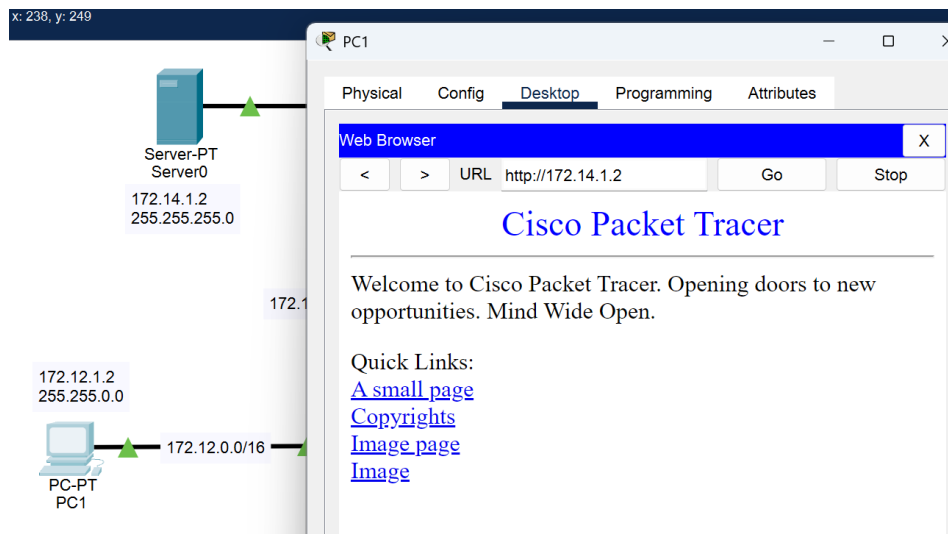 x: 238, y: 249
PC1
Physical Config Desktop Programming Attributes
Web Browser X
< > URL http://172.14.1.2 Go Stop
Server-PT
Server0
172.14.1.2
255.255.255.0
Cisco Packet Tracer
Welcome to Cisco Packet Tracer. Opening doors to new
opportunities. Mind Wide Open.
Quick Links:
A small page
Copyrights
Image page
Image
172.1
172.12.1.2
255.255.0.0
172.12.0.0/16
PC-PT
PC1